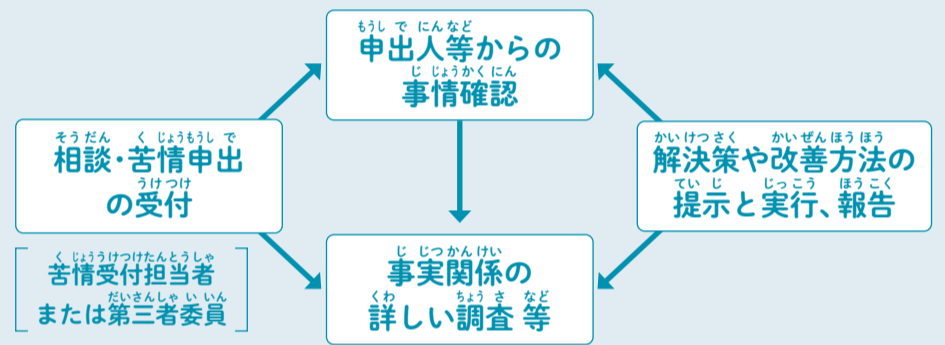 もうし で にん など
申出人等からの
じ じょうかく にん
事情確認
そう だん く じょうもうし で
相談・苦情申出
うけ つけ
の受付
く じょううけつけたんとうしゃ
苦情受付担当者
だいさんしゃ い いん
または第三者委員
じ じつ かん けい
事実関係の
くわ ちょう さ など
詳しい調査 等
かい けつ さく かい ぜん ほう ほう
解決策や改善方法の
てい じ じっ こう ほう こく
提示と実行、報告